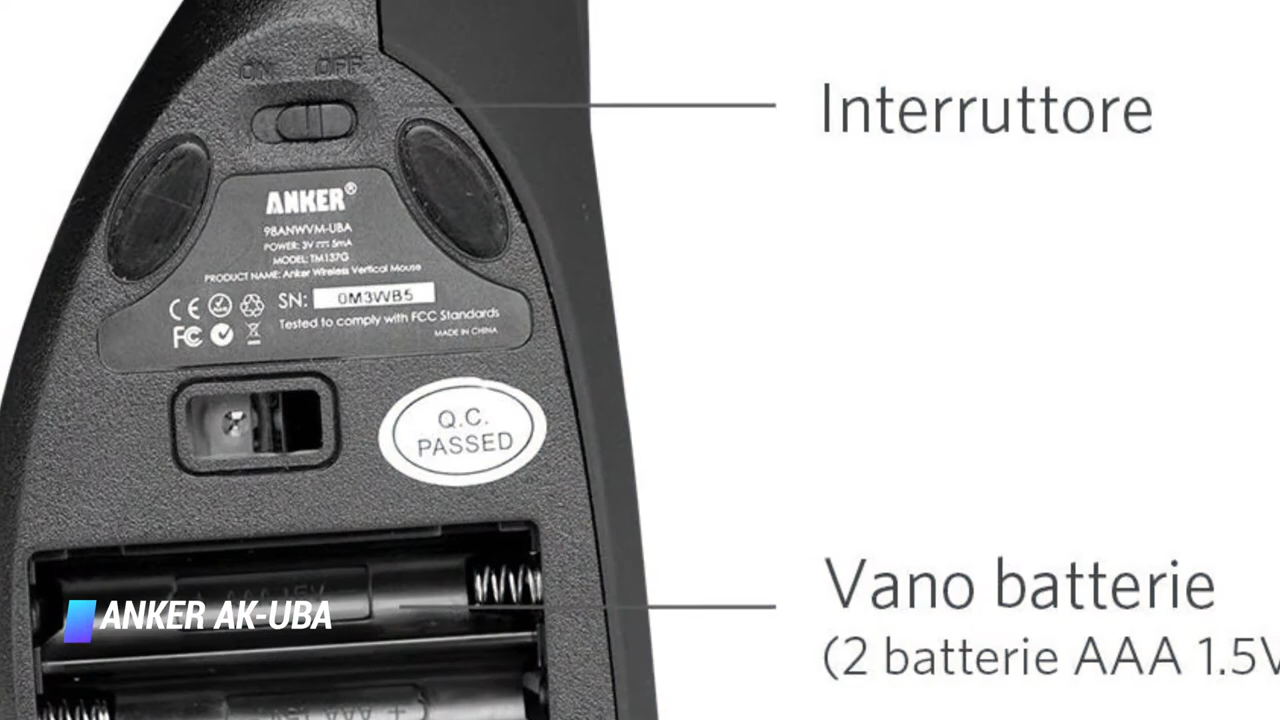 ON OFF
Interruttore
ANKER®
98ANWVM-UBA
POWER: 3V ⎓ 5mA
MODEL: TM137G
PRODUCT NAME: Anker Wireless Vertical Mouse
CE
SN: 0M3WB5
FC
Tested to comply with FCC Standards
MADE IN CHINA
Q.C.
PASSED
Vano batterie
(2 batterie AAA 1.5V
ANKER AK-UBA